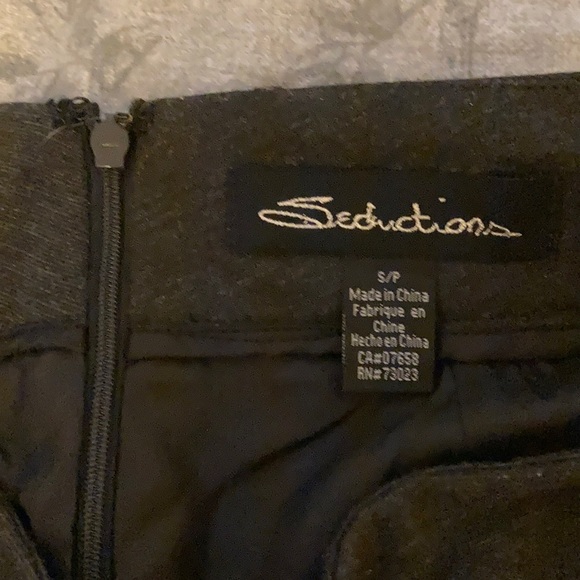 Seductions
S/P
Made in China
Fabrique en
Chine
Hecho en China
CA#07658
RN#73023